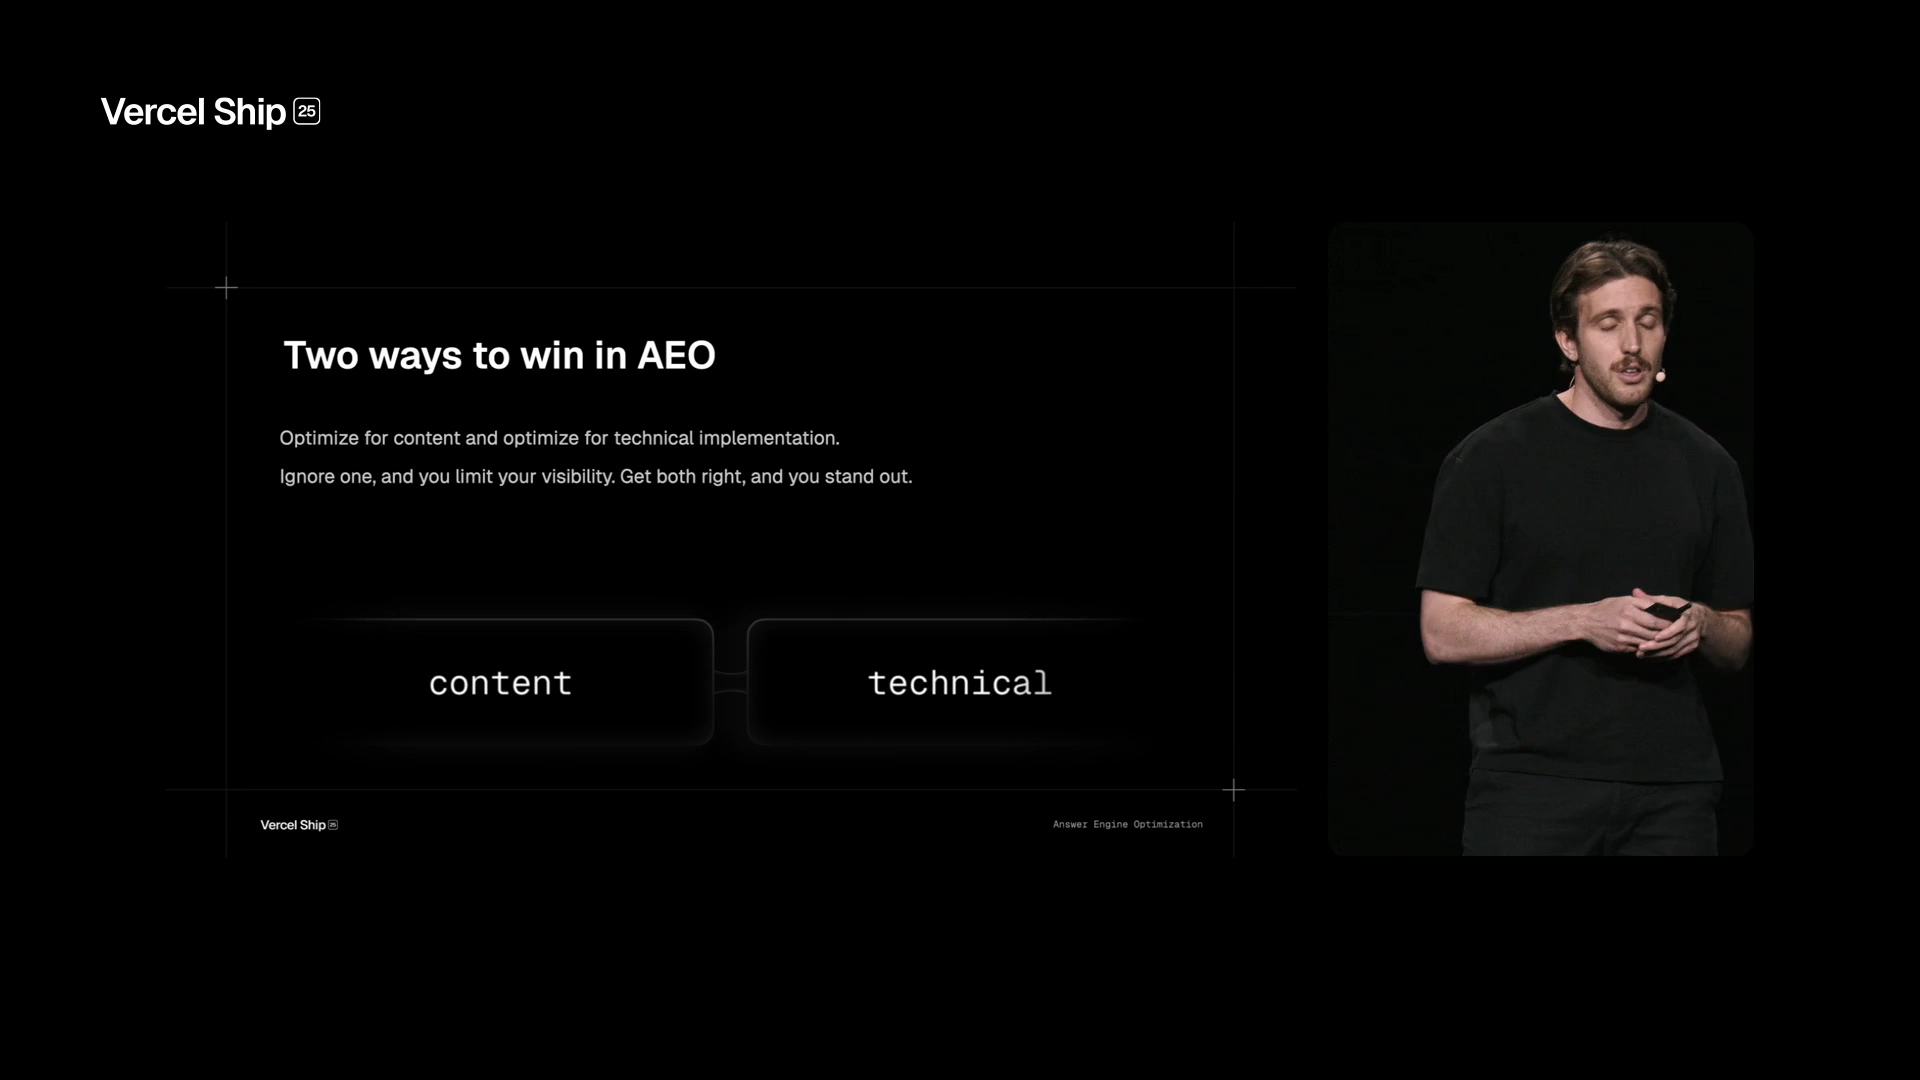 Vercel Ship 25
Two ways to win in AEO
Optimize for content and optimize for technical implementation.
Ignore one, and you limit your visibility. Get both right, and you stand out.
content
technical
Vercel Ship 25
Answer Engine Optimization